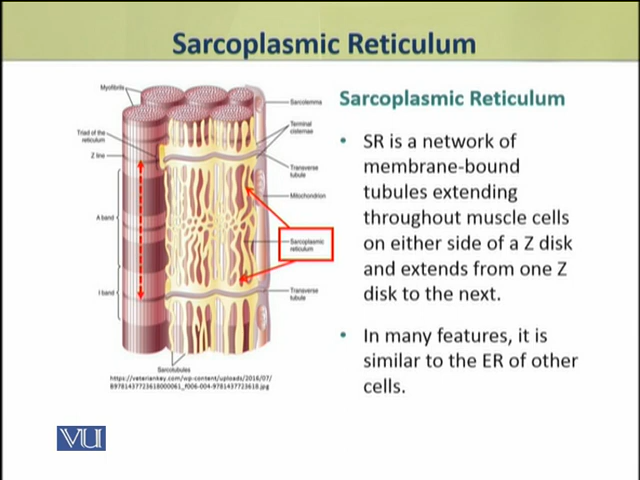 Sarcoplasmic Reticulum
Myofibrils
Sarcolemma
Triad of the
reticulum
Terminal
cisternae
Z line
Transverse
tubule
Mitochondrion
A band
Sarcoplasmic
reticulum
I band
Transverse
tubule
Sarcotubules
https://veteriankey.com/wp-content/uploads/2016/07/
B9781437723618000061_f006-004-9781437723618.jpg
VU
Sarcoplasmic Reticulum
• SR is a network of
membrane-bound
tubules extending
throughout muscle cells
on either side of a Z disk
and extends from one Z
disk to the next.
• In many features, it is
similar to the ER of other
cells.